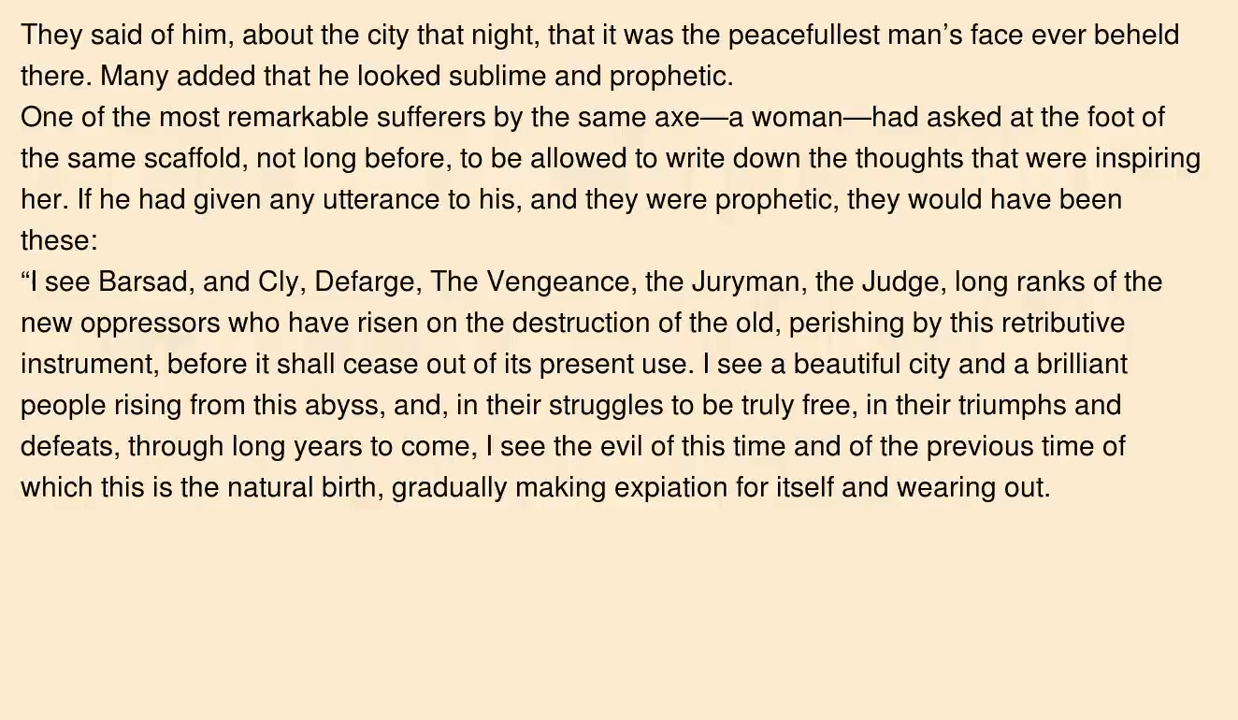 They said of him, about the city that night, that it was the peacefullest man’s face ever beheld
there. Many added that he looked sublime and prophetic.
One of the most remarkable sufferers by the same axe—a woman—had asked at the foot of
the same scaffold, not long before, to be allowed to write down the thoughts that were inspiring
her. If he had given any utterance to his, and they were prophetic, they would have been
these:
“I see Barsad, and Cly, Defarge, The Vengeance, the Juryman, the Judge, long ranks of the
new oppressors who have risen on the destruction of the old, perishing by this retributive
instrument, before it shall cease out of its present use. I see a beautiful city and a brilliant
people rising from this abyss, and, in their struggles to be truly free, in their triumphs and
defeats, through long years to come, I see the evil of this time and of the previous time of
which this is the natural birth, gradually making expiation for itself and wearing out.